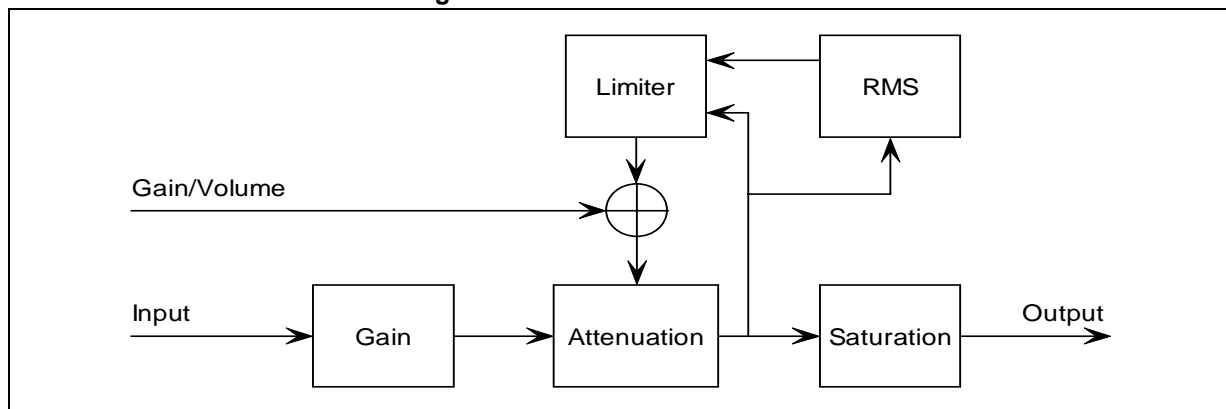 g
Limiter
RMS
Gain/Volume
Input
Gain
Attenuation
Saturation
Output